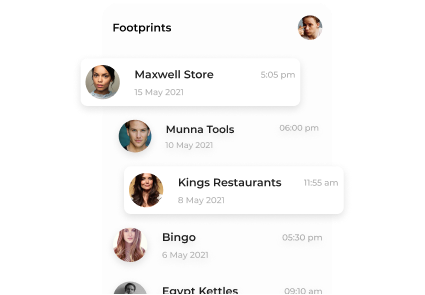 Footprints
Maxwell Store 5:05 pm
15 May 2021
Munna Tools 06:00 pm
10 May 2021
Kings Restaurants 11:55 am
8 May 2021
Bingo 05:30 pm
6 May 2021
Egypt Kettles 09:10 am